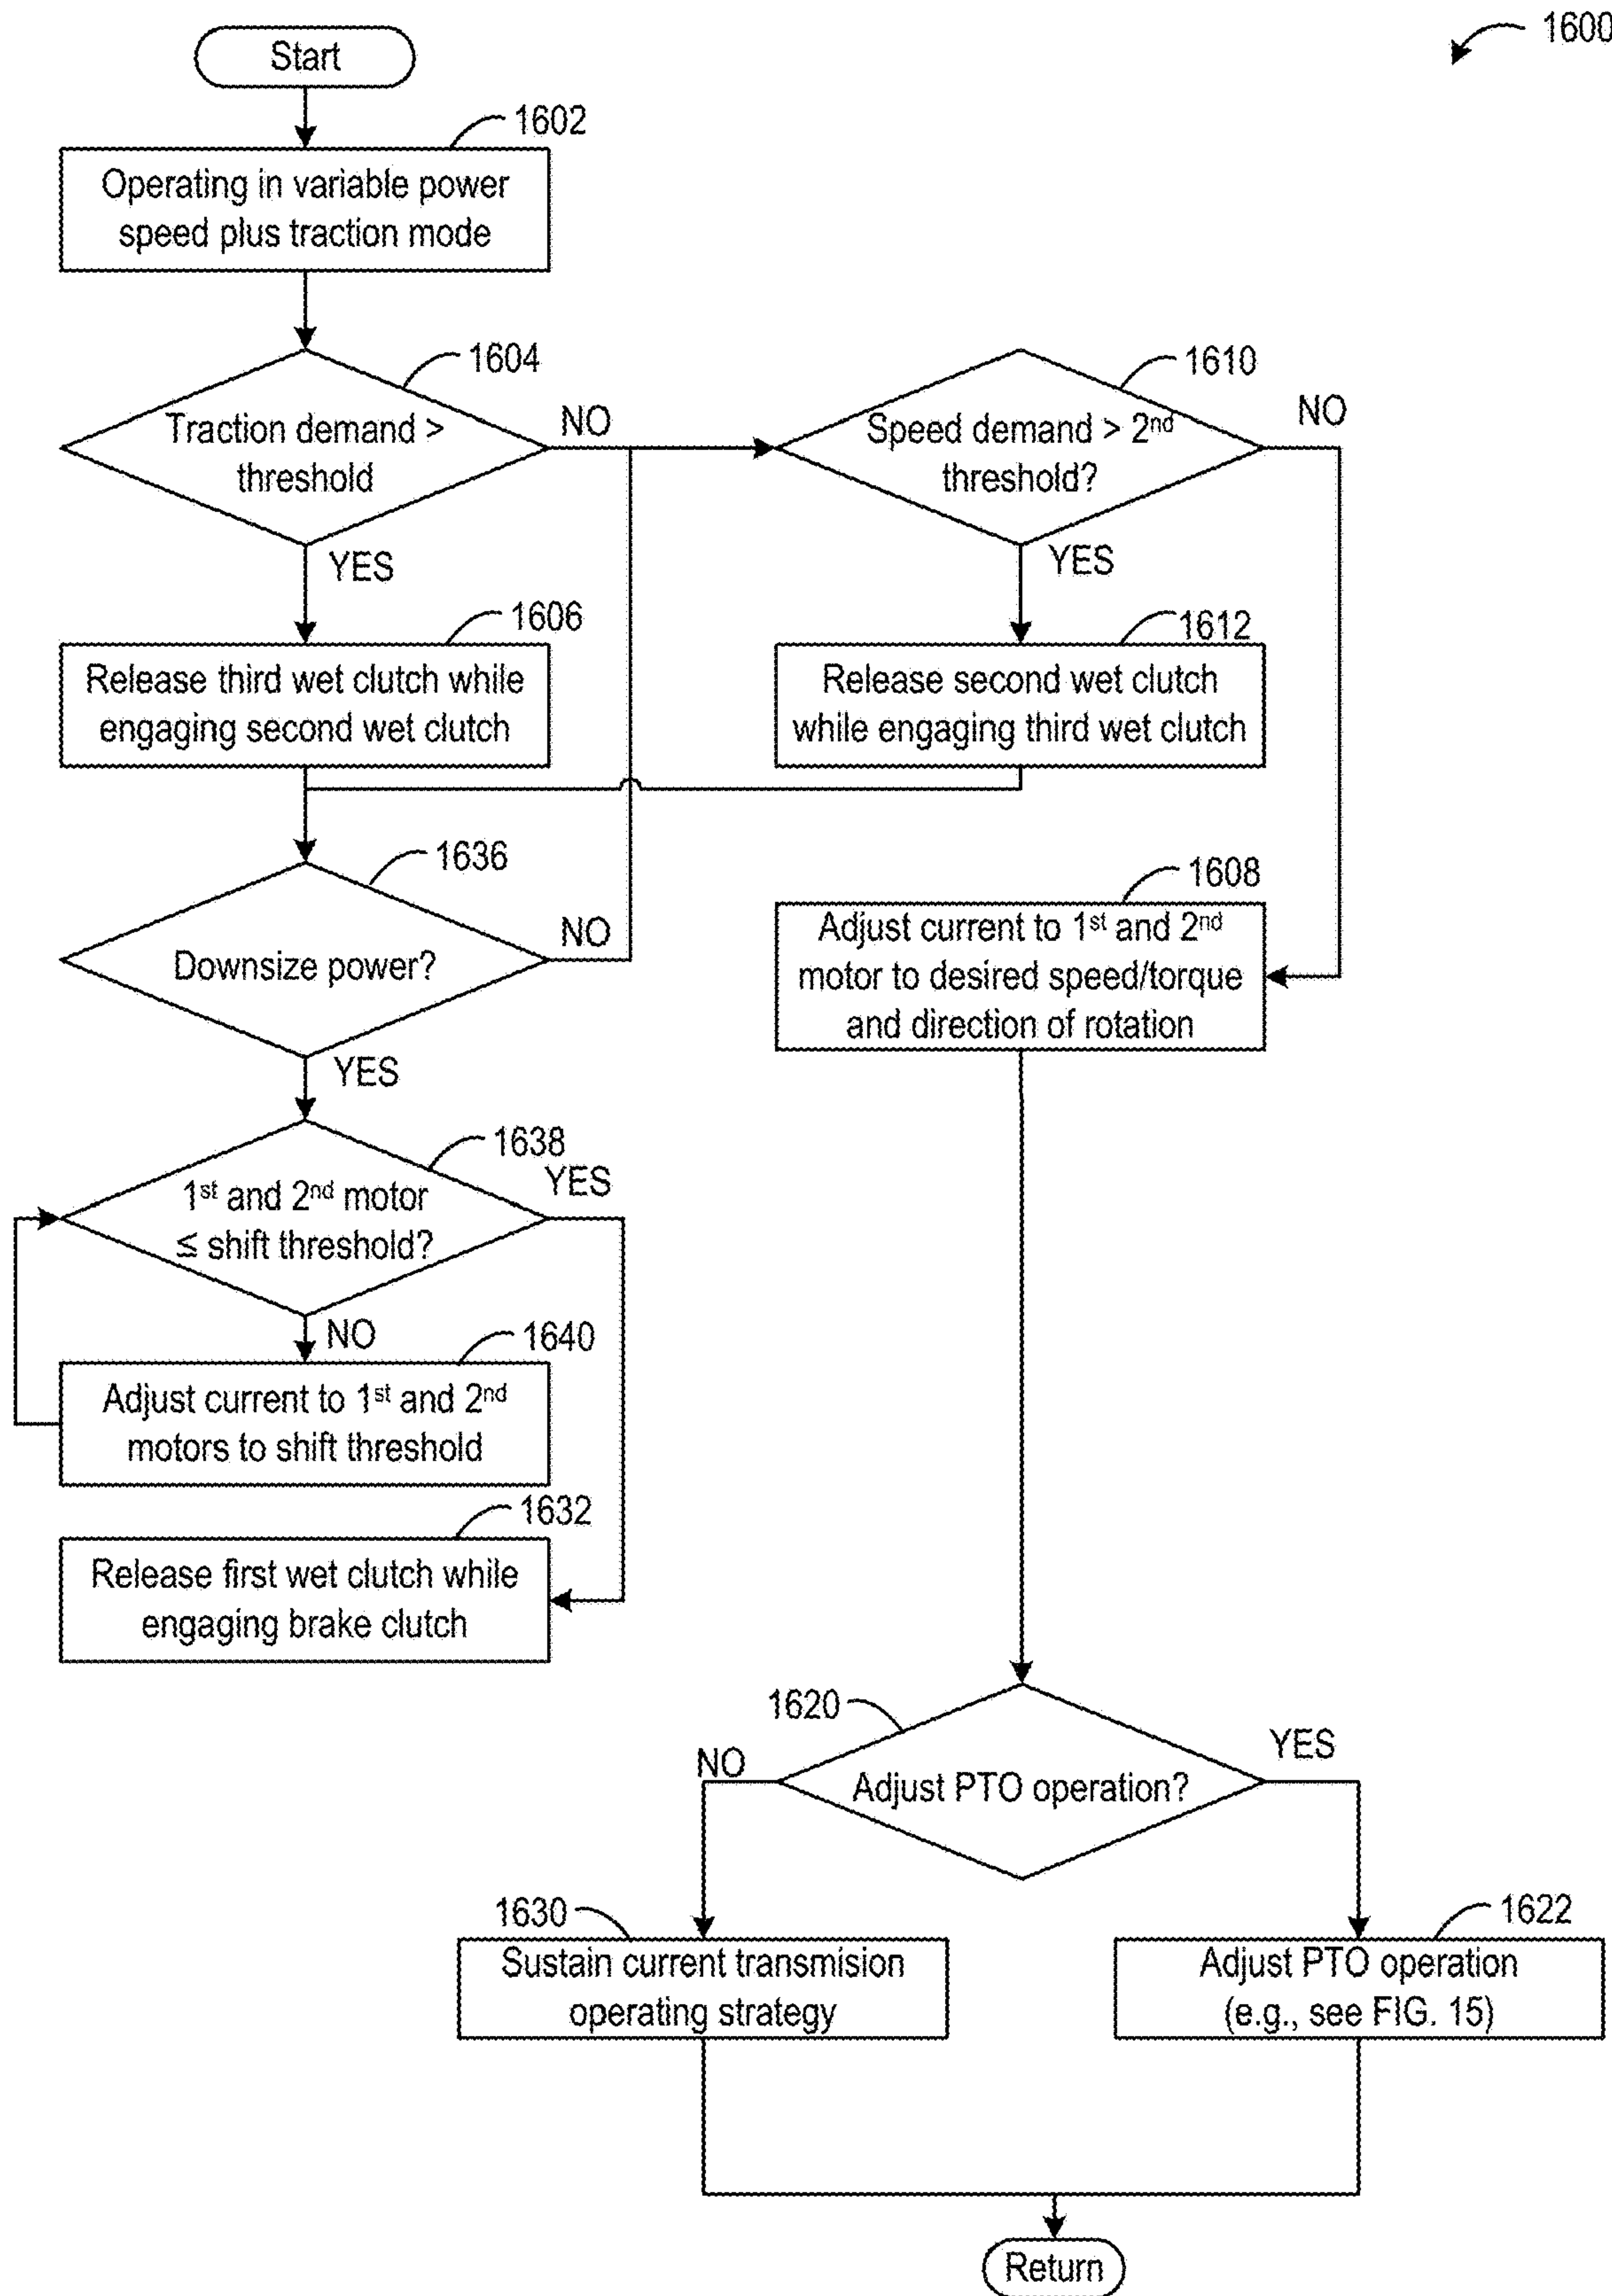 1600
Start
1602
Operating in variable power
speed plus traction mode
1604
Traction demand >
threshold
NO
YES
1610
Speed demand > 2nd
threshold?
NO
YES
1606
Release third wet clutch while
engaging second wet clutch
1612
Release second wet clutch
while engaging third wet clutch
1636
Downsize power?
NO
YES
1608
Adjust current to 1st and 2nd
motor to desired speed/torque
and direction of rotation
1638
1st and 2nd motor
≤ shift threshold?
YES
NO
1640
Adjust current to 1st and 2nd
motors to shift threshold
1632
Release first wet clutch while
engaging brake clutch
1620
Adjust PTO operation?
NO
YES
1630
Sustain current transmision
operating strategy
1622
Adjust PTO operation
(e.g., see FIG. 15)
Return